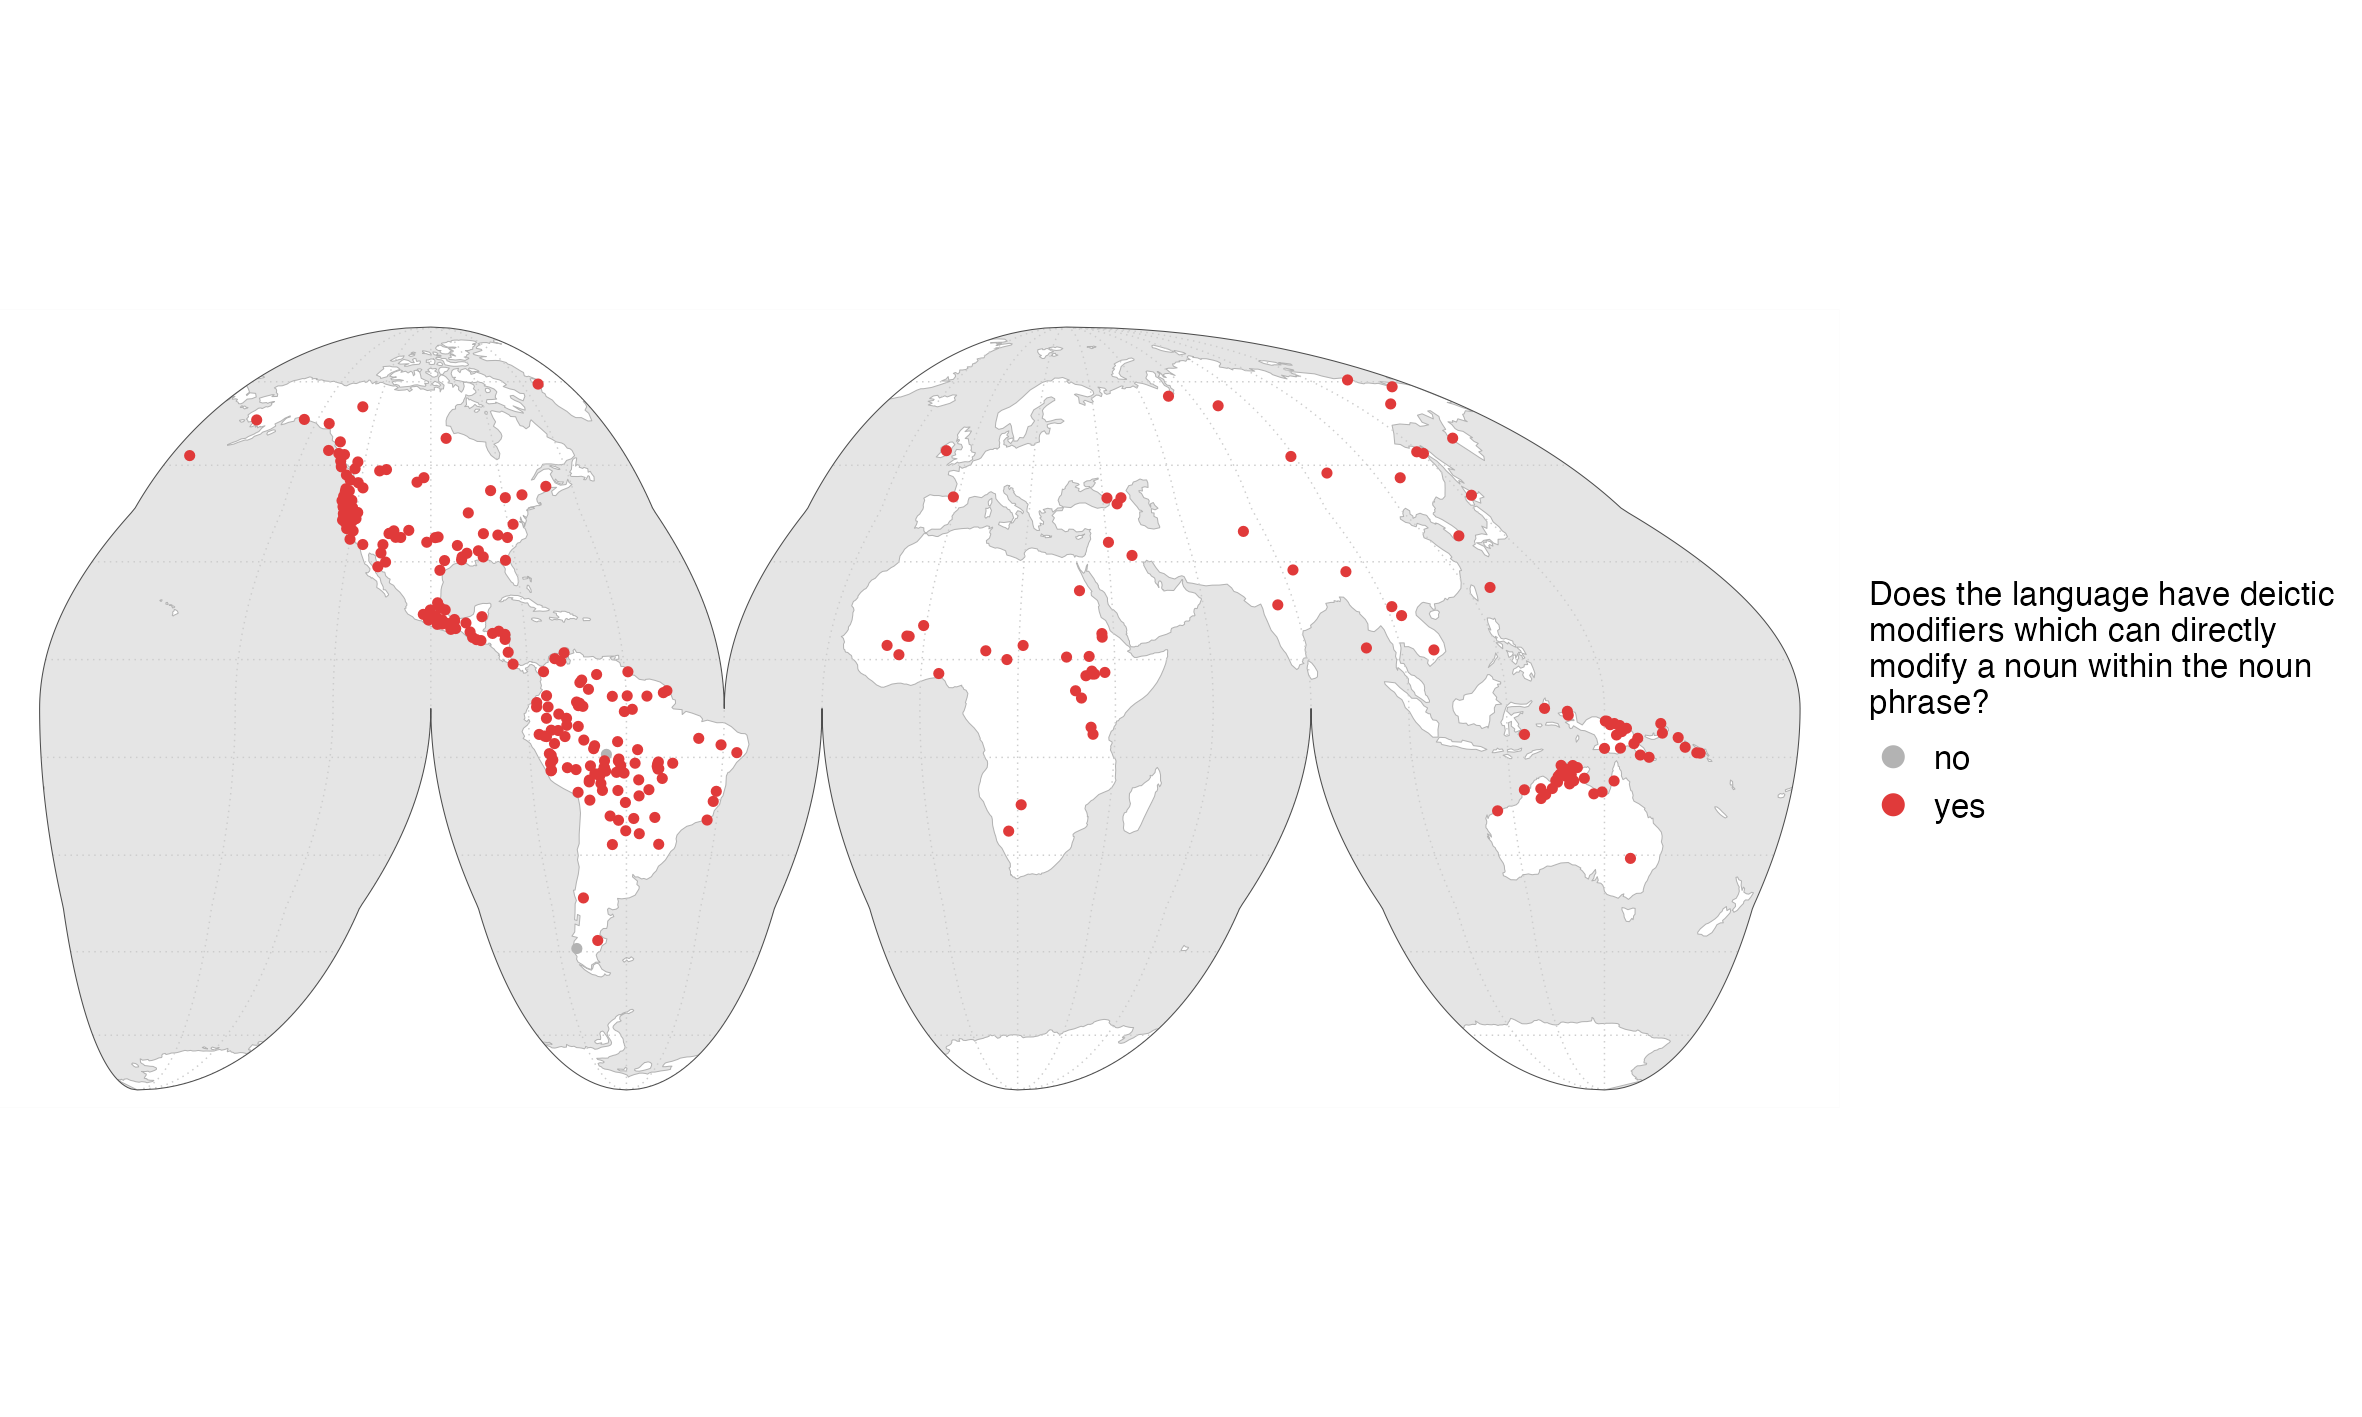 Does the language have deictic
modifiers which can directly
modify a noun within the noun
phrase?
no
yes